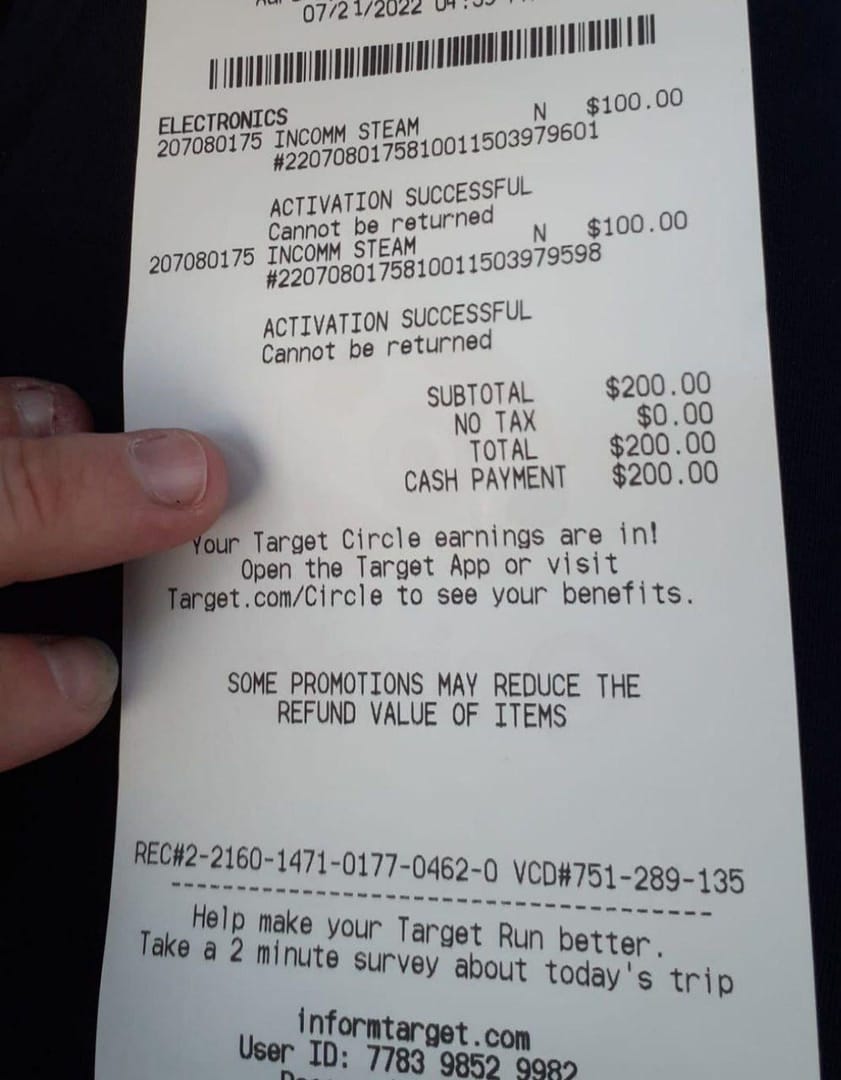 07/21/2022 04:
ELECTRONICS
207080175 INCOMM STEAM N $100.00
#22070801758100115039796​01
ACTIVATION SUCCESSFUL
Cannot be returned
207080175 INCOMM STEAM N $100.00
#2207080175810011503979598
ACTIVATION SUCCESSFUL
Cannot be returned
SUBTOTAL $200.00
NO TAX $0.00
TOTAL $200.00
CASH PAYMENT $200.00
Your Target Circle earnings are in!
Open the Target App or visit
Target.com/Circle to see your benefits.
SOME PROMOTIONS MAY REDUCE THE
REFUND VALUE OF ITEMS
REC#2-2160-1471-0177-0462-0 VCD#751-289-135
Help make your Target Run better.
Take a 2 minute survey about today's trip
informtarget.com
User ID: 7783 9852 9982